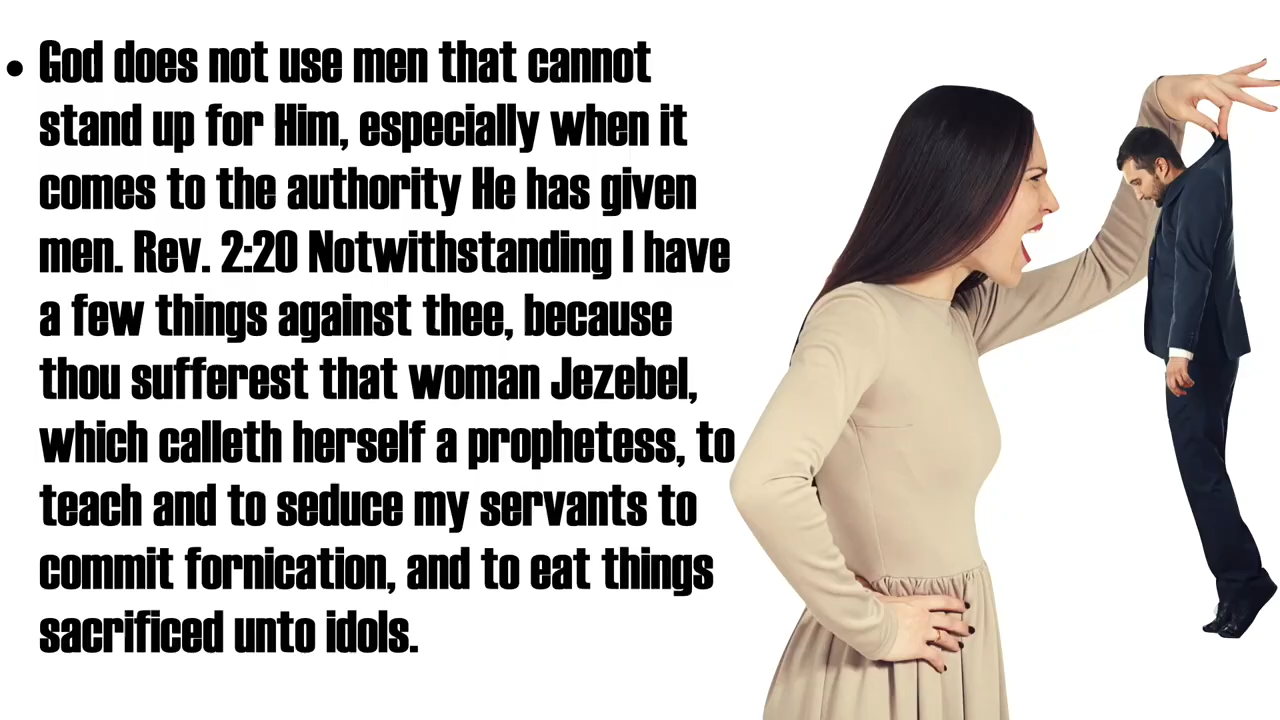 • God does not use men that cannot
stand up for Him, especially when it
comes to the authority He has given
men. Rev. 2:20 Notwithstanding I have
a few things against thee, because
thou sufferest that woman Jezebel,
which calleth herself a prophetess, to
teach and to seduce my servants to
commit fornication, and to eat things
sacrificed unto idols.